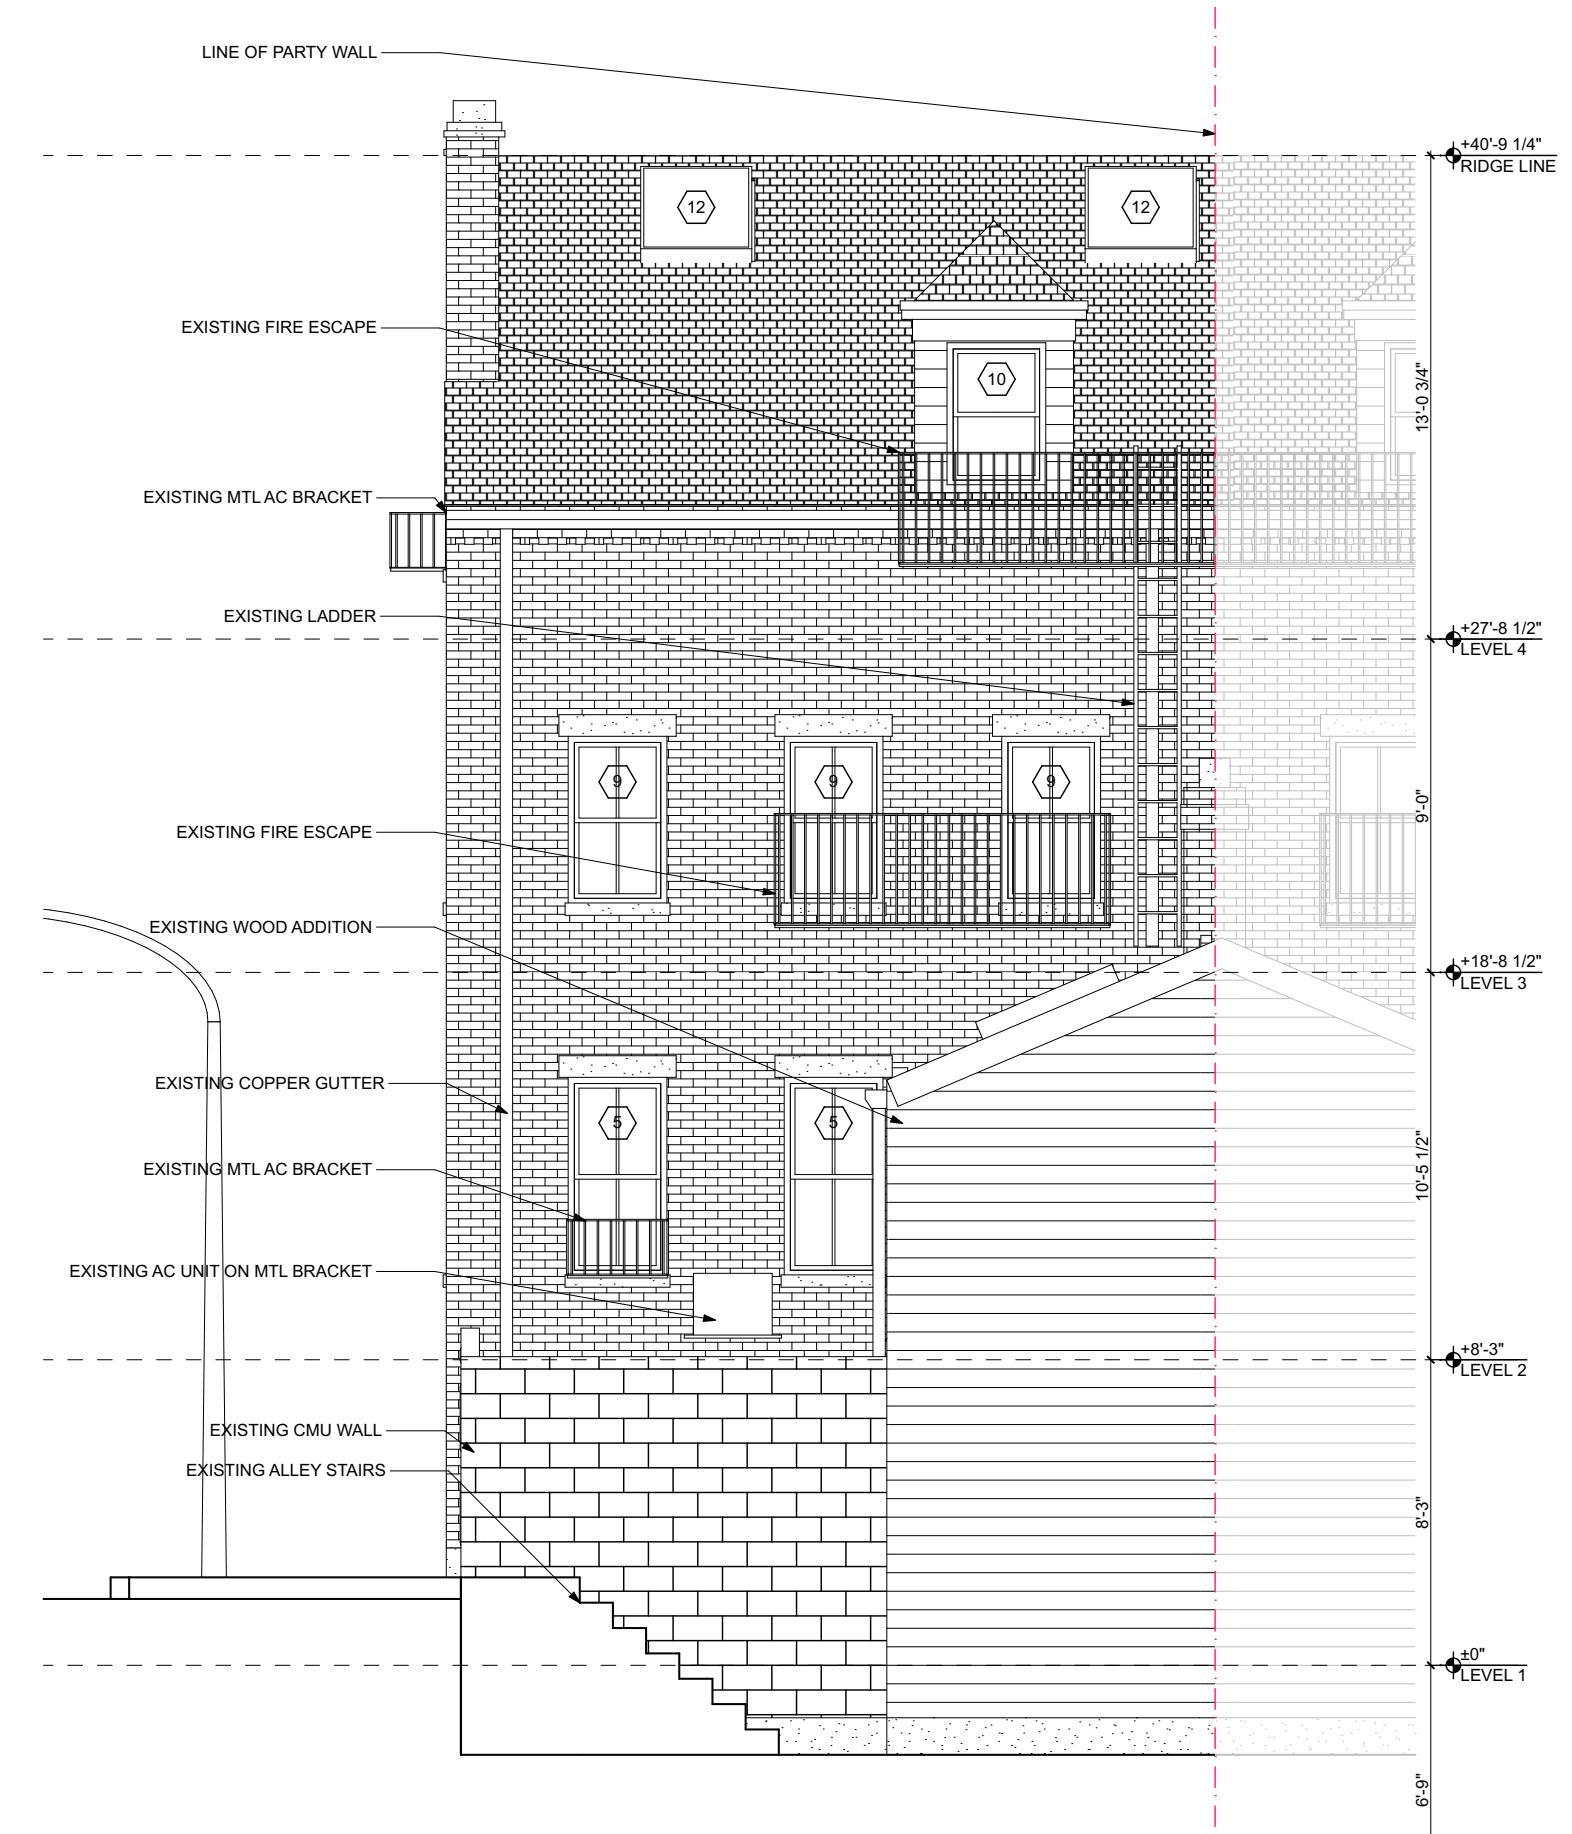 LINE OF PARTY WALL
+40'-9 1/4"
RIDGE LINE
12
12
EXISTING FIRE ESCAPE
10
13'-0 3/4"
EXISTING MTL AC BRACKET
EXISTING LADDER
+27'-8 1/2"
LEVEL 4
9
9
9
9'-0"
EXISTING FIRE ESCAPE
EXISTING WOOD ADDITION
+18'-8 1/2"
LEVEL 3
EXISTING COPPER GUTTER
5
5
10'-5 1/2"
EXISTING MTL AC BRACKET
EXISTING AC UNIT ON MTL BRACKET
+8'-3"
LEVEL 2
EXISTING CMU WALL
EXISTING ALLEY STAIRS
8'-3"
±0"
LEVEL 1
6'-9"